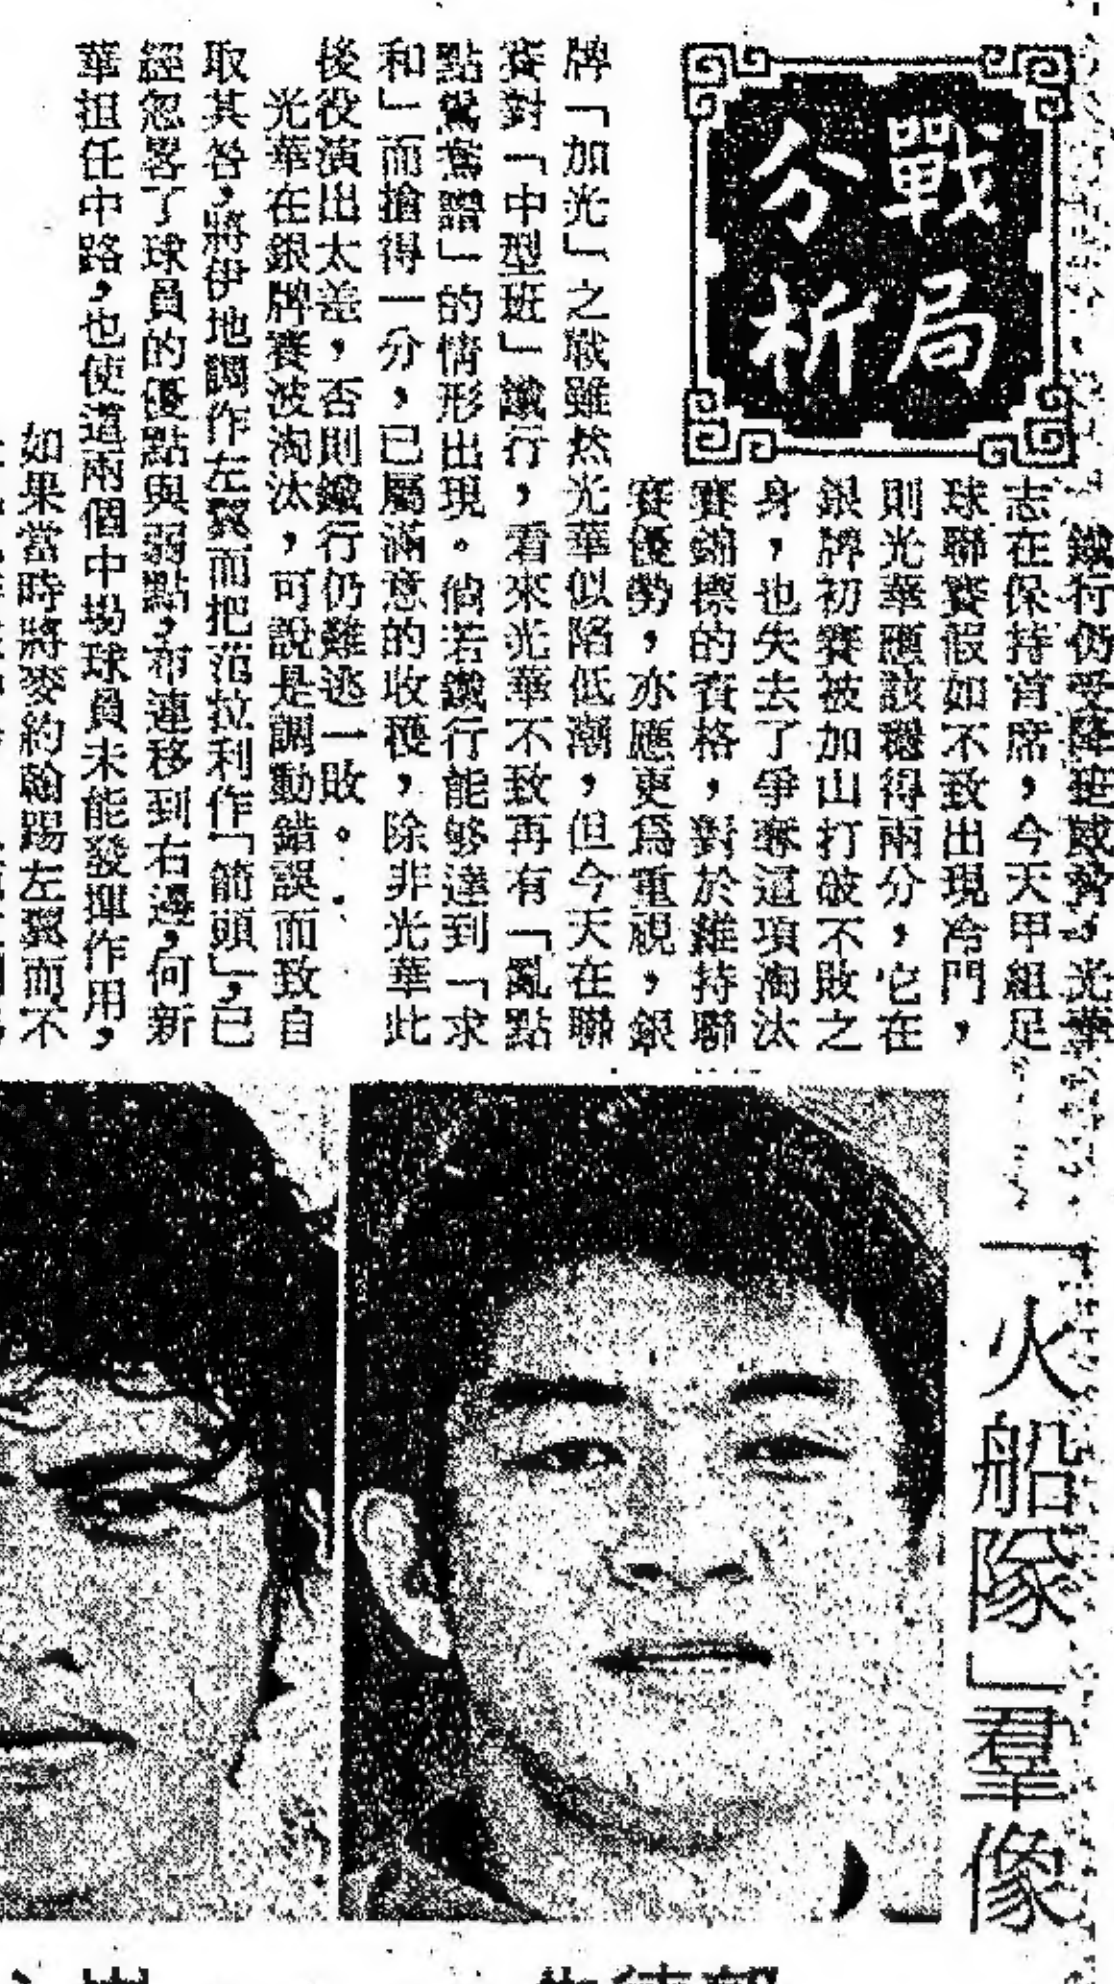 戰局
分析
鐵行仍受降班威脅，光華
志在保持首席，今天甲組足
球聯賽假如不致出現冷門，
則光華應該穩得兩分，它在
銀牌初賽被加山打破不敗之
身，也失去了爭奪這項淘汰
賽錦標的資格，對於維持聯
賽優勢，亦應更為重視，銀
牌「加光」之戰雖然光華似陷低潮，但今天在聯
賽對「中型班」鐵行，看來光華不致再有「亂點
點鴛鴦譜」的情形出現。倘若鐵行能够達到「求
和」而搶得一分，已屬滿意的收穫，除非光華此
後役演出太差，否則鐵行仍難逃一敗。
光華在銀牌賽波淘汰，可說是調動錯誤而致自
取其咎，將伊地調作左翼而把范拉利作「箭頭」，已
經忽畧了球員的優點與弱點，布連移到右邊，何新
華担任中路，也使這兩個中場球員未能發揮作用，
如果當時將麥約翰踢左翼而不
「火船隊」羣像